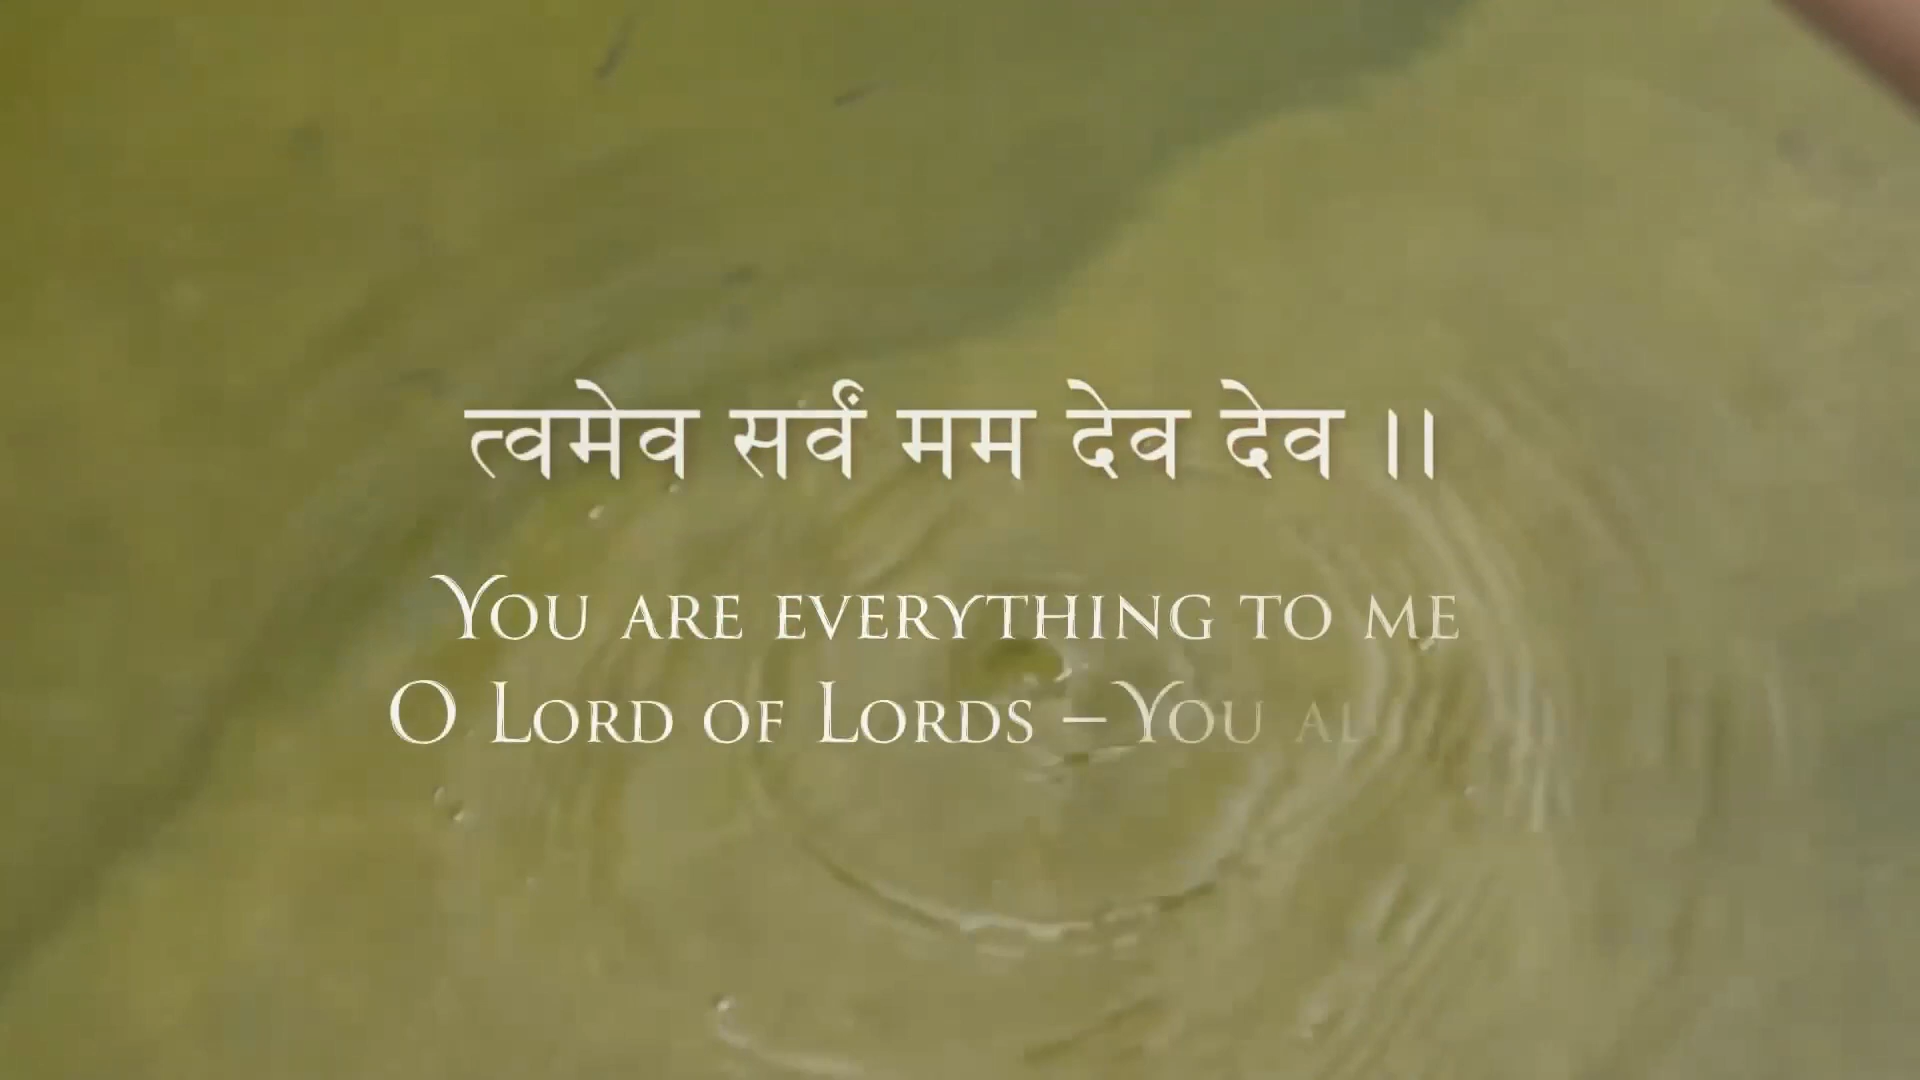 त्वमेव सर्वं मम देव देव ।।
You are everything to me
O Lord of Lords – You